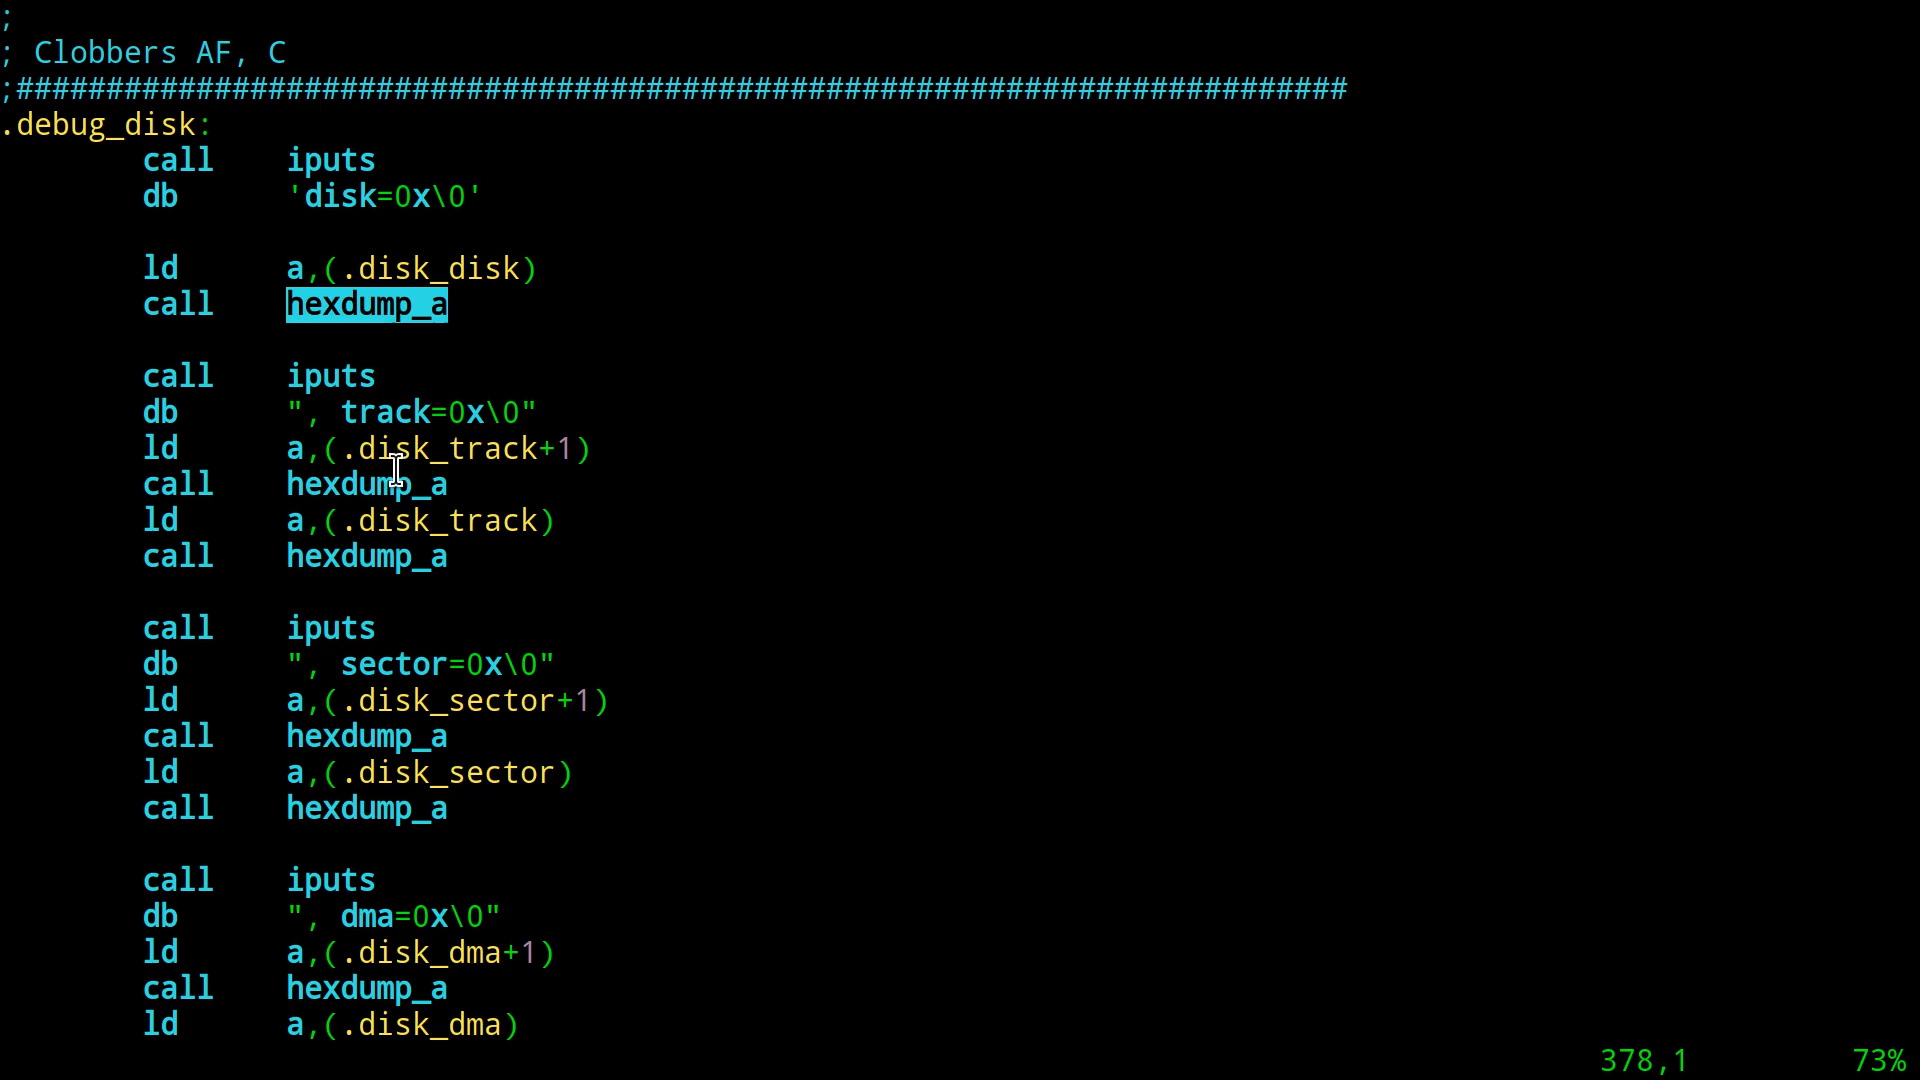 ;
; Clobbers AF, C
;##########################################################################
.debug_disk:
        call    iputs
        db      'disk=0x\0'

        ld      a,(.disk_disk)
        call    hexdump_a

        call    iputs
        db      ", track=0x\0"
        ld      a,(.disk_track+1)
        call    hexdump_a
        ld      a,(.disk_track)
        call    hexdump_a

        call    iputs
        db      ", sector=0x\0"
        ld      a,(.disk_sector+1)
        call    hexdump_a
        ld      a,(.disk_sector)
        call    hexdump_a

        call    iputs
        db      ", dma=0x\0"
        ld      a,(.disk_dma+1)
        call    hexdump_a
        ld      a,(.disk_dma)
378,1 73%